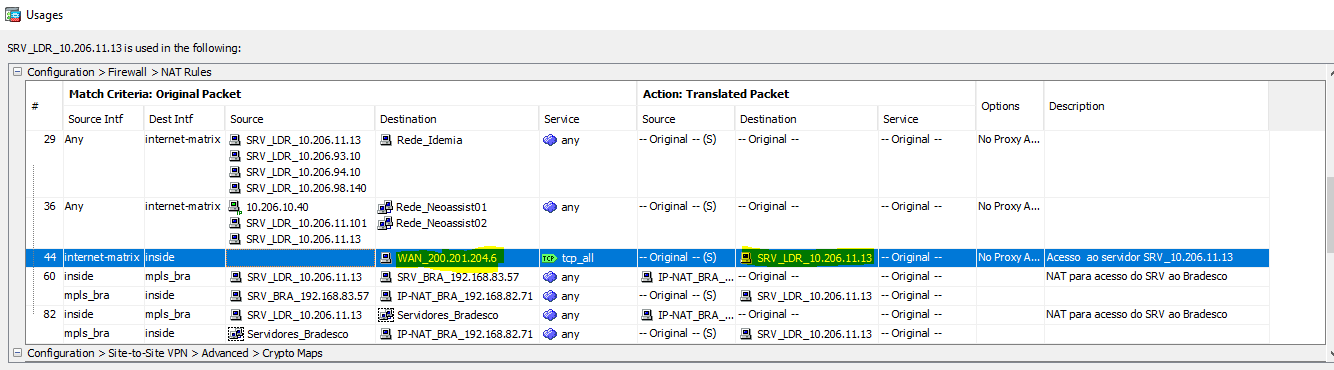 Usages
SRV_LDR_10.206.11.13 is used in the following:
Configuration > Firewall > NAT Rules
# Match Criteria: Original Packet Action: Translated Packet Options Description
Source Intf Dest Intf Source Destination Service Source Destination Service
29 Any internet-matrix SRV_LDR_10.206.11.13 Rede_Idemia any -- Original -- (S) -- Original -- -- Original -- No Proxy A...
SRV_LDR_10.206.93.10
SRV_LDR_10.206.94.10
SRV_LDR_10.206.98.140
36 Any internet-matrix 10.206.10.40 Rede_Neoassist01 any -- Original -- (S) -- Original -- -- Original -- No Proxy A...
SRV_LDR_10.206.11.101 Rede_Neoassist02
SRV_LDR_10.206.11.13
44 internet-matrix inside WAN_200.201.204.6 TCP tcp_all -- Original -- (S) SRV_LDR_10.206.11.13 -- Original -- No Proxy A... Acesso ao servidor SRV _10.206.11.13
60 inside mpls_bra SRV_LDR_10.206.11.13 SRV_BRA_192.168.83.57 any IP-NAT_BRA_... -- Original -- -- Original -- NAT para acesso do SRV ao Bradesco
mpls_bra inside SRV_BRA_192.168.83.57 IP-NAT_BRA_192.168.82.71 any -- Original -- (S) SRV_LDR_10.206.11.13 -- Original --
82 inside mpls_bra SRV_LDR_10.206.11.13 Servidores_Bradesco any IP-NAT_BRA_... -- Original -- -- Original -- NAT para acesso do SRV ao Bradesco
mpls_bra inside Servidores_Bradesco IP-NAT_BRA_192.168.82.71 any -- Original -- (S) SRV_LDR_10.206.11.13 -- Original --
Configuration > Site-to-Site VPN > Advanced > Crypto Maps